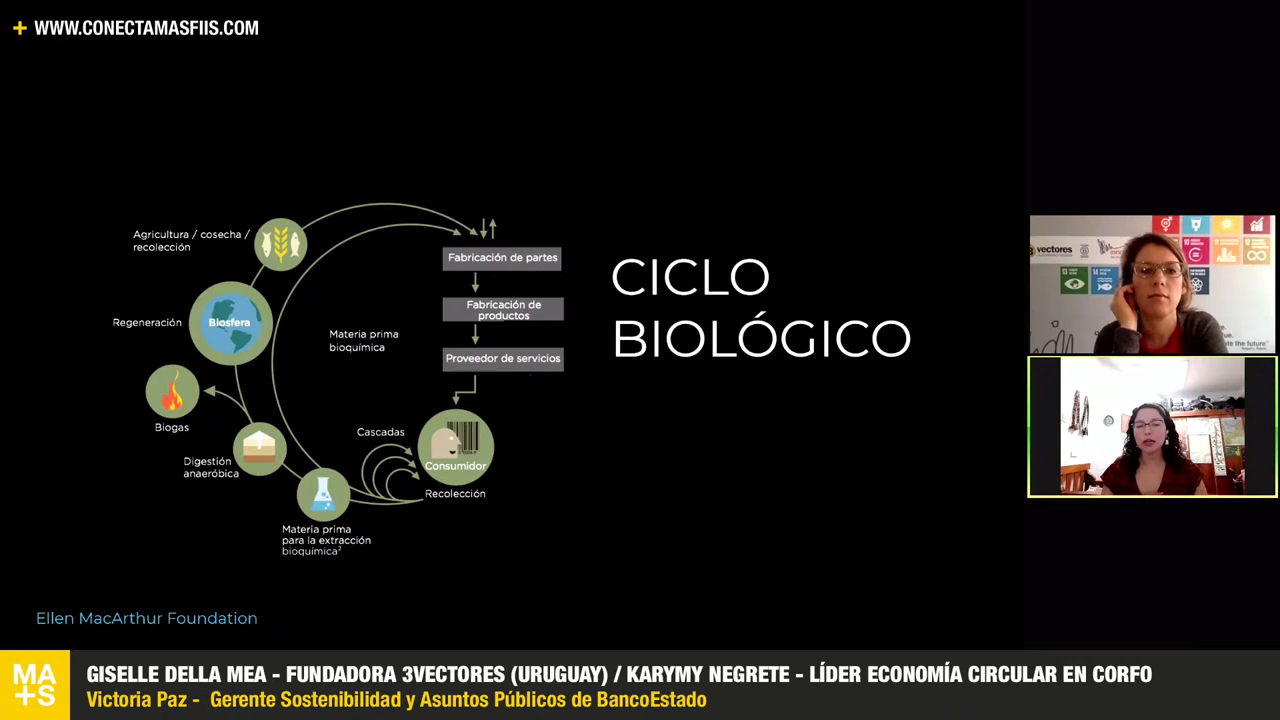 + WWW.CONECTAMASFIIS.COM
Agricultura / cosecha /
recolección
Regeneración
Biosfera
Biogas
Digestión
anaeróbica
Materia prima
para la extracción
bioquímica²
Materia prima
bioquímica
Cascadas
Fabricación de partes
Fabricación de
productos
Proveedor de servicios
Consumidor
Recolección
CICLO
BIOLÓGICO
vectores
Ellen MacArthur Foundation
MA
+S
GISELLE DELLA MEA - FUNDADORA 3VECTORES (URUGUAY) / KARYMY NEGRETE - LÍDER ECONOMÍA CIRCULAR EN CORFO
Victoria Paz - Gerente Sostenibilidad y Asuntos Públicos de BancoEstado